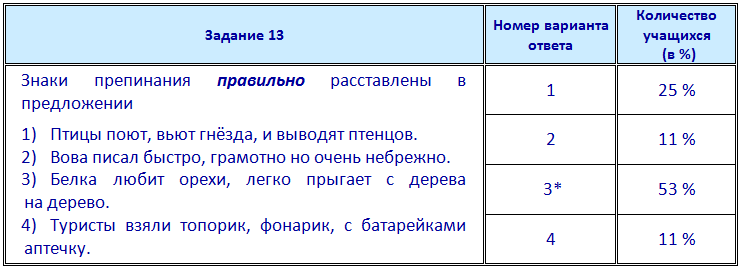 Задание 13
Номер варианта
ответа
Количество
учащихся
(в %)
Знаки препинания правильно расставлены в
предложении
1) Птицы поют, вьют гнёзда, и выводят птенцов.
2) Вова писал быстро, грамотно но очень небрежно.
3) Белка любит орехи, легко прыгает с дерева
на дерево.
4) Туристы взяли топорик, фонарик, с батарейками
аптечку.
1
25 %
2
11 %
3*
53 %
4
11 %